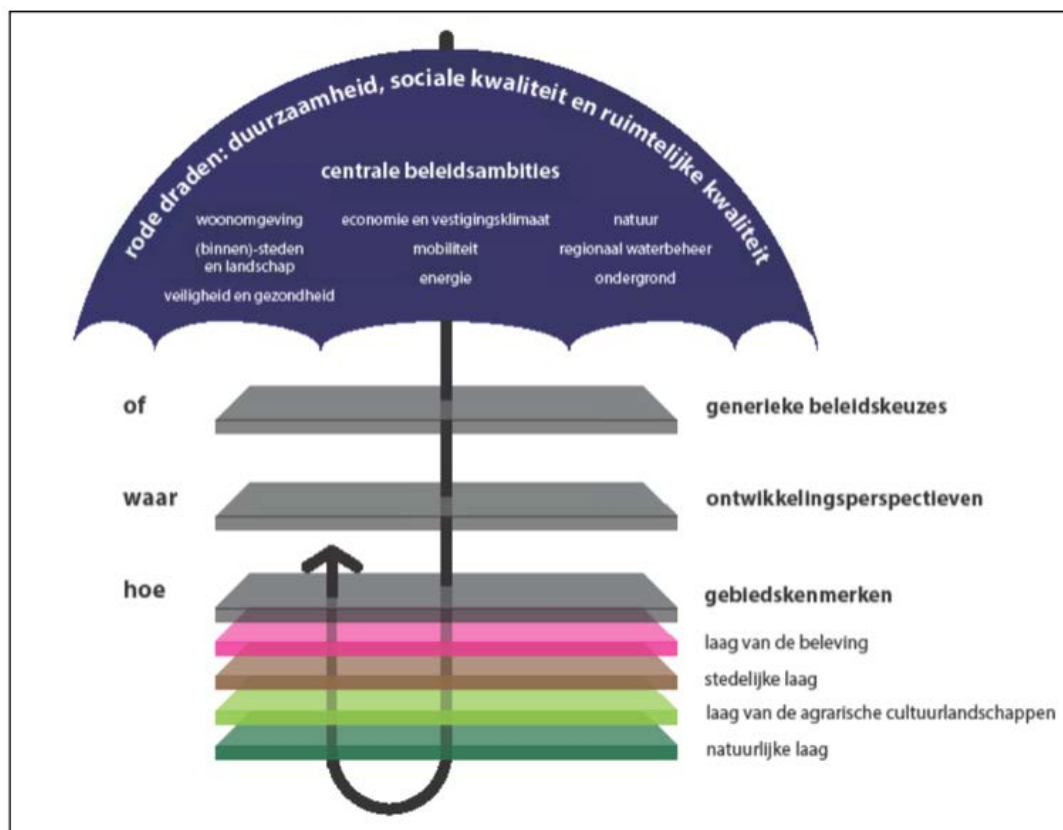 rode draden: duurzaamheid, sociale kwaliteit en ruimtelijke kwaliteit
centrale beleidsambities
woonomgeving
(binnen)-steden
en landschap
veiligheid en gezondheid
economie en vestigingsklimaat
mobiliteit
energie
natuur
regionaal waterbeheer
ondergrond
of
generieke beleidskeuzes
waar
ontwikkelingsperspectieven
hoe
gebiedskenmerken
laag van de beleving
stedelijke laag
laag van de agrarische cultuurlandschappen
natuurlijke laag